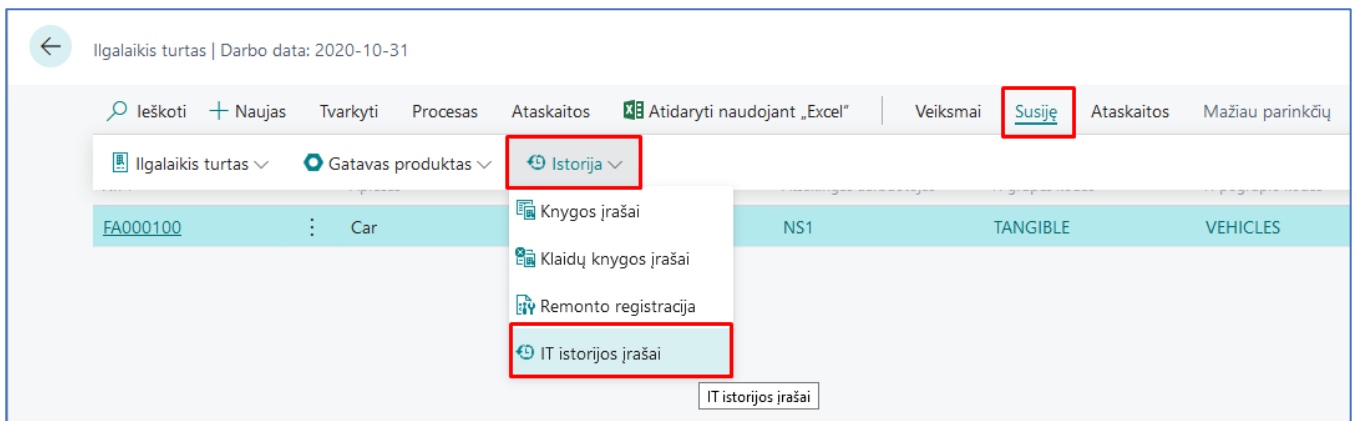 Ilgalaikis turtas | Darbo data: 2020-10-31
Ieškoti Naujas Tvarkyti Procesas Ataskaitos Atidaryti naudojant „Excel“ Veiksmai Susiję Ataskaitos Mažiau parinkčių
Ilgalaikis turtas Gatavas produktas Istorija
FA000100 Car NS1 TANGIBLE VEHICLES
Knygos įrašai
Klaidų knygos įrašai
Remonto registracija
IT istorijos įrašai
IT istorijos įrašai